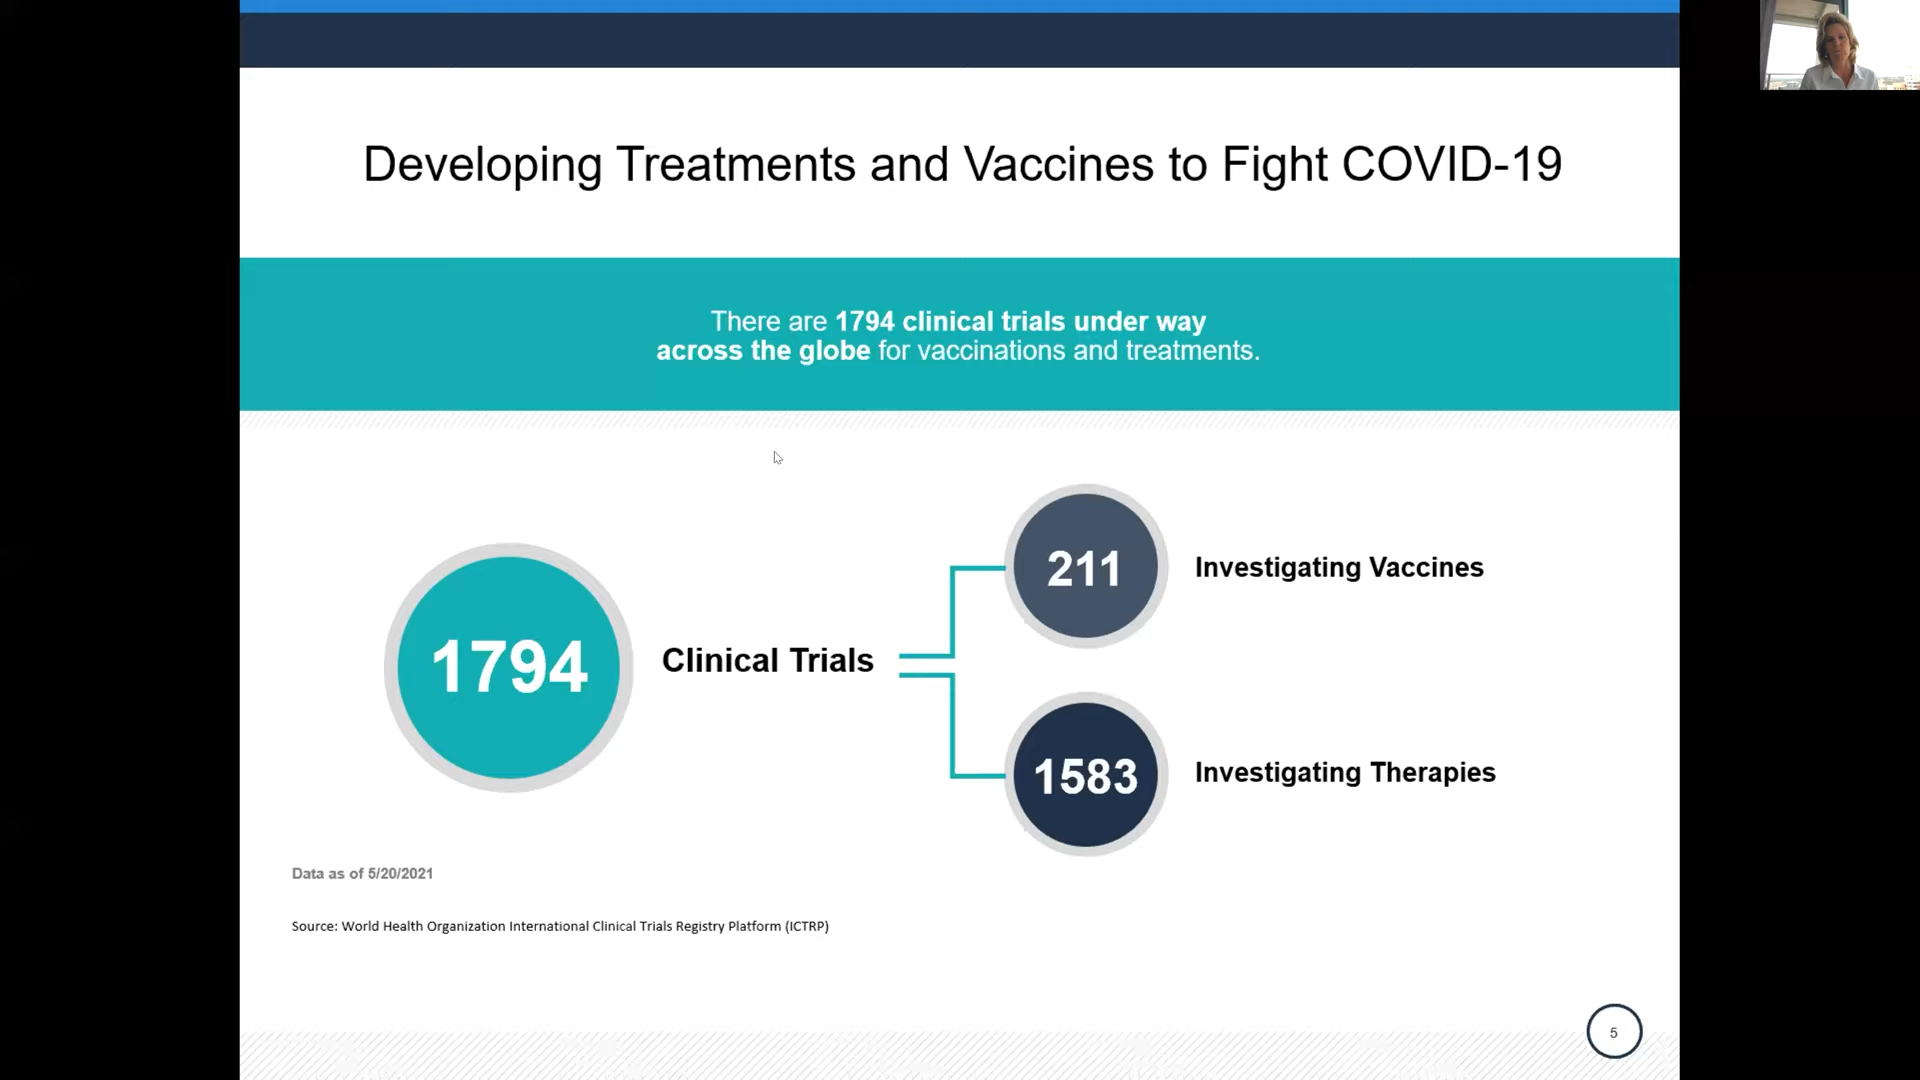 Developing Treatments and Vaccines to Fight COVID-19
There are 1794 clinical trials under way
across the globe for vaccinations and treatments.
1794
Clinical Trials
211
Investigating Vaccines
1583
Investigating Therapies
Data as of 5/20/2021
Source: World Health Organization International Clinical Trials Registry Platform (ICTRP)
5